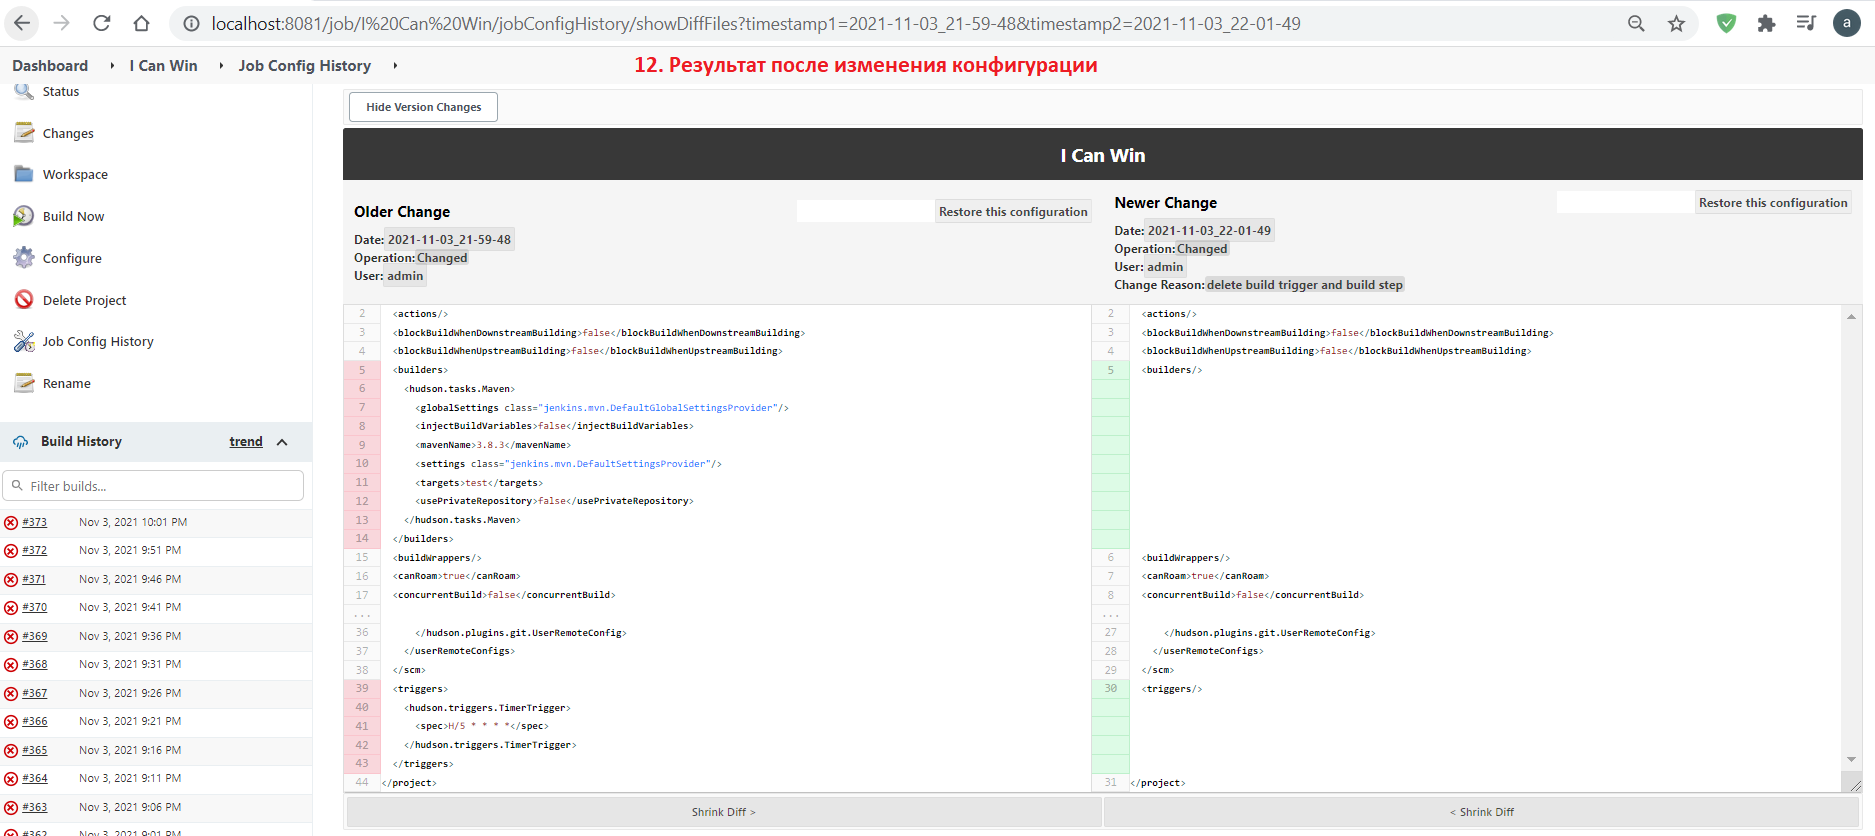 localhost:8081/job/I%20Can%20Win/jobConfigHistory/showDiffFiles?timestamp1=2021-11-03_21-59-48&timestamp2=2021-11-03_22-01-49
a
Dashboard
I Can Win
Job Config History
12. Результат после изменения конфигурации
Status
Changes
Workspace
Build Now
Configure
Delete Project
Job Config History
Rename
Build History
trend
Filter builds...
#373 Nov 3, 2021 10:01 PM
#372 Nov 3, 2021 9:51 PM
#371 Nov 3, 2021 9:46 PM
#370 Nov 3, 2021 9:41 PM
#369 Nov 3, 2021 9:36 PM
#368 Nov 3, 2021 9:31 PM
#367 Nov 3, 2021 9:26 PM
#366 Nov 3, 2021 9:21 PM
#365 Nov 3, 2021 9:16 PM
#364 Nov 3, 2021 9:11 PM
#363 Nov 3, 2021 9:06 PM
#362 Nov 3, 2021 9:01 PM
Hide Version Changes
I Can Win
Older Change
Restore this configuration
Date: 2021-11-03_21-59-48
Operation: Changed
User: admin
Newer Change
Restore this configuration
Date: 2021-11-03_22-01-49
Operation: Changed
User: admin
Change Reason: delete build trigger and build step
2 <actions/>
3 <blockBuildWhenDownstreamBuilding>false</blockBuildWhenDownstreamBuilding>
4 <blockBuildWhenUpstreamBuilding>false</blockBuildWhenUpstreamBuilding>
5 <builders>
6 <hudson.tasks.Maven>
7 <globalSettings class="jenkins.mvn.DefaultGlobalSettingsProvider"/>
8 <injectBuildVariables>false</injectBuildVariables>
9 <mavenName>3.8.3</mavenName>
10 <settings class="jenkins.mvn.DefaultSettingsProvider"/>
11 <targets>test</targets>
12 <usePrivateRepository>false</usePrivateRepository>
13 </hudson.tasks.Maven>
14 </builders>
15 <buildWrappers/>
16 <canRoam>true</canRoam>
17 <concurrentBuild>false</concurrentBuild>
...
36 </hudson.plugins.git.UserRemoteConfig>
37 </userRemoteConfigs>
38 </scm>
39 <triggers>
40 <hudson.triggers.TimerTrigger>
41 <spec>H/5 * * * *</spec>
42 </hudson.triggers.TimerTrigger>
43 </triggers>
44 </project>
2 <actions/>
3 <blockBuildWhenDownstreamBuilding>false</blockBuildWhenDownstreamBuilding>
4 <blockBuildWhenUpstreamBuilding>false</blockBuildWhenUpstreamBuilding>
5 <builders/>
6 <buildWrappers/>
7 <canRoam>true</canRoam>
8 <concurrentBuild>false</concurrentBuild>
...
27 </hudson.plugins.git.UserRemoteConfig>
28 </userRemoteConfigs>
29 </scm>
30 <triggers/>
31 </project>
Shrink Diff >
< Shrink Diff